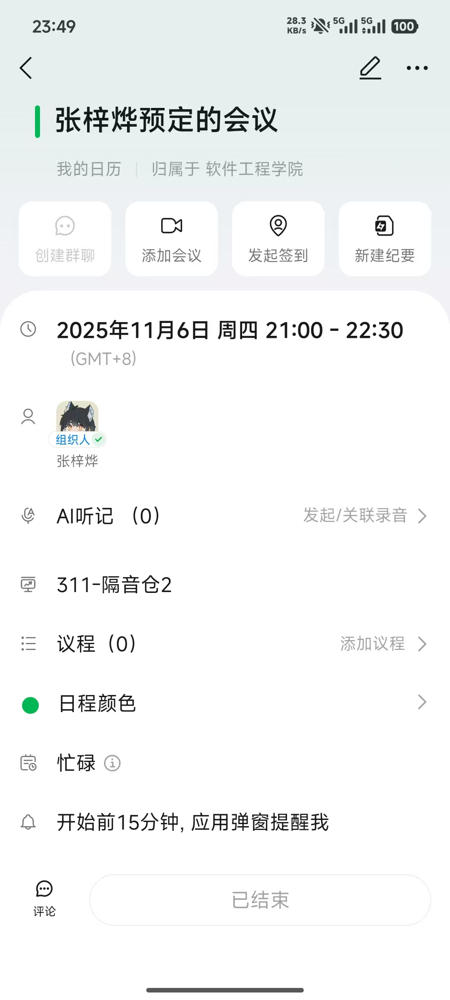 23:49
28.3 KB/s 5G 5G 100
张梓烨预定的会议
我的日历 | 归属于 软件工程学院
创建群聊 添加会议 发起签到 新建纪要
2025年11月6日 周四 21:00 - 22:30
(GMT+8)
组织人
张梓烨
AI听记 (0) 发起/关联录音
311-隔音仓2
议程 (0) 添加议程
日程颜色
忙碌
开始前15分钟, 应用弹窗提醒我
评论 已结束